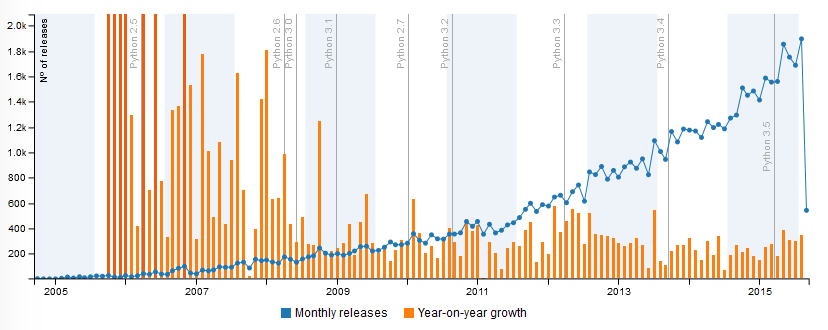 Nº of releases
2.0k
1.8k
1.6k
1.4k
1.2k
1.0k
800
600
400
200
Python 2.5
Python 2.6
Python 3.0
Python 3.1
Python 2.7
Python 3.2
Python 3.3
Python 3.4
Python 3.5
2005
2007
2009
2011
2013
2015
Monthly releases
Year-on-year growth